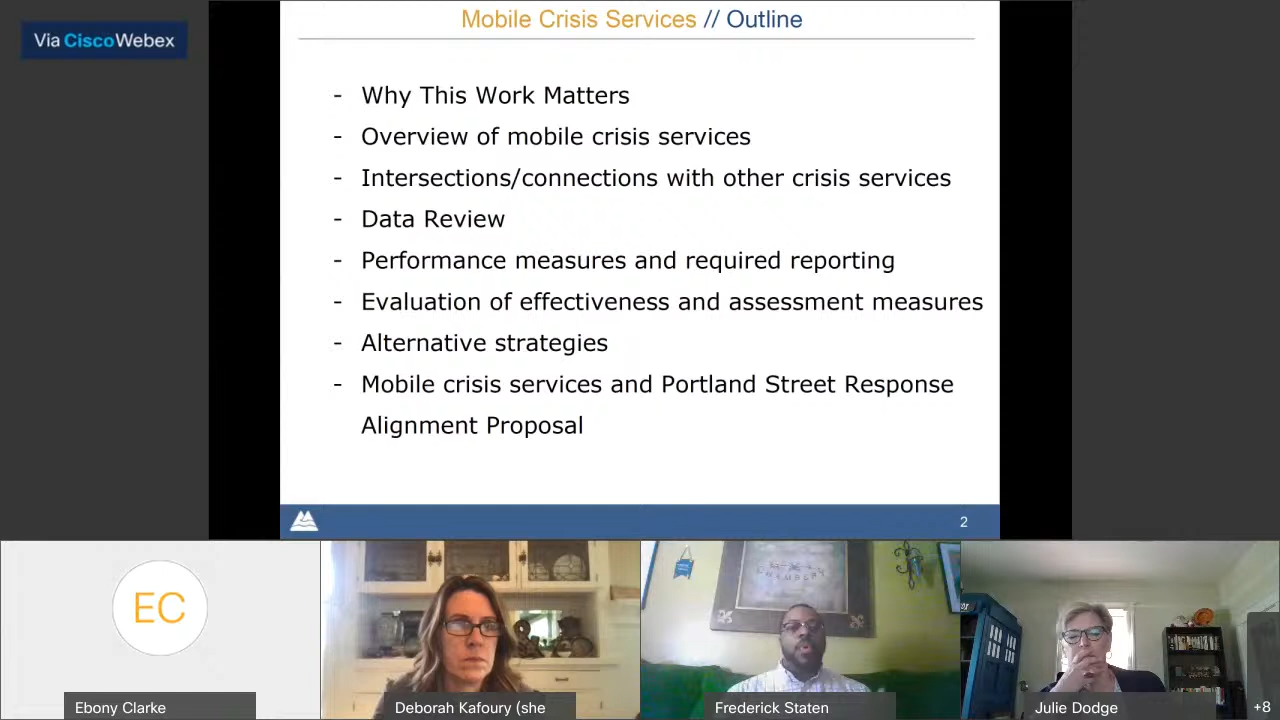 Via CiscoWebex
Mobile Crisis Services // Outline
- Why This Work Matters
- Overview of mobile crisis services
- Intersections/connections with other crisis services
- Data Review
- Performance measures and required reporting
- Evaluation of effectiveness and assessment measures
- Alternative strategies
- Mobile crisis services and Portland Street Response
Alignment Proposal
2
EC
Ebony Clarke
Deborah Kafoury (she
Frederick Staten
Julie Dodge
+8